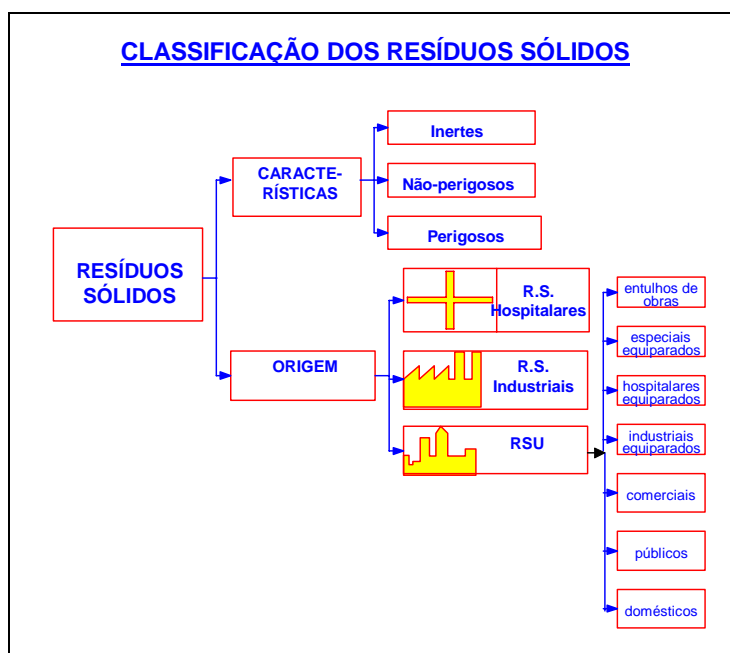 CLASSIFICAÇÃO DOS RESÍDUOS SÓLIDOS
RESÍDUOS
SÓLIDOS
CARACTE-
RÍSTICAS
Inertes
Não-perigosos
Perigosos
ORIGEM
R.S.
Hospitalares
R.S.
Industriais
RSU
entulhos de
obras
especiais
equiparados
hospitalares
equiparados
industriais
equiparados
comerciais
públicos
domésticos